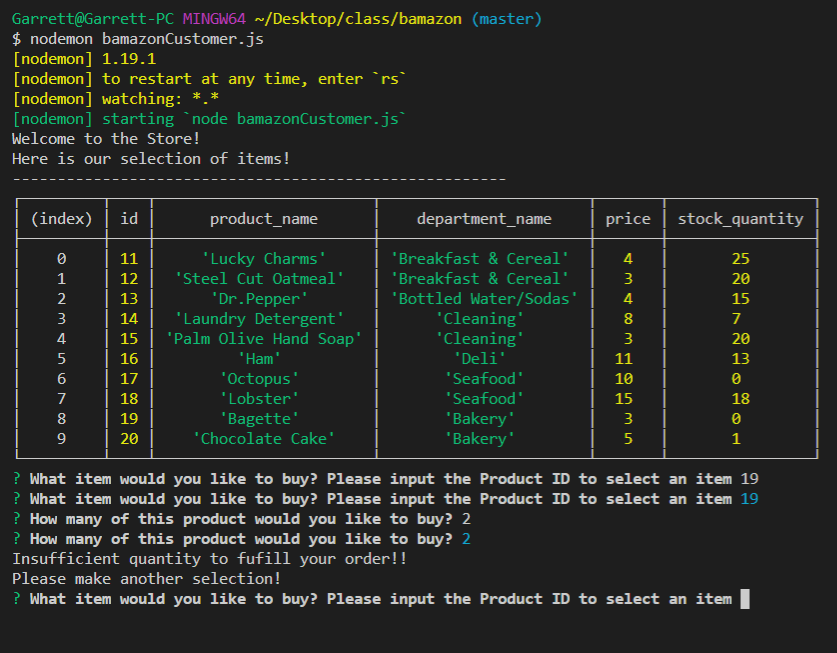 Garrett@Garrett-PC MINGW64 ~/Desktop/class/bamazon (master)
$ nodemon bamazonCustomer.js
[nodemon] 1.19.1
[nodemon] to restart at any time, enter `rs`
[nodemon] watching: *.*
[nodemon] starting `node bamazonCustomer.js`
Welcome to the Store!
Here is our selection of items!
-------------------------------------------------------
(index) id product_name department_name price stock_quantity
0 11 'Lucky Charms' 'Breakfast & Cereal' 4 25
1 12 'Steel Cut Oatmeal' 'Breakfast & Cereal' 3 20
2 13 'Dr.Pepper' 'Bottled Water/Sodas' 4 15
3 14 'Laundry Detergent' 'Cleaning' 8 7
4 15 'Palm Olive Hand Soap' 'Cleaning' 3 20
5 16 'Ham' 'Deli' 11 13
6 17 'Octopus' 'Seafood' 10 0
7 18 'Lobster' 'Seafood' 15 18
8 19 'Bagette' 'Bakery' 3 0
9 20 'Chocolate Cake' 'Bakery' 5 1
? What item would you like to buy? Please input the Product ID to select an item 19
? What item would you like to buy? Please input the Product ID to select an item 19
? How many of this product would you like to buy? 2
? How many of this product would you like to buy? 2
Insufficient quantity to fufill your order!!
Please make another selection!
? What item would you like to buy? Please input the Product ID to select an item